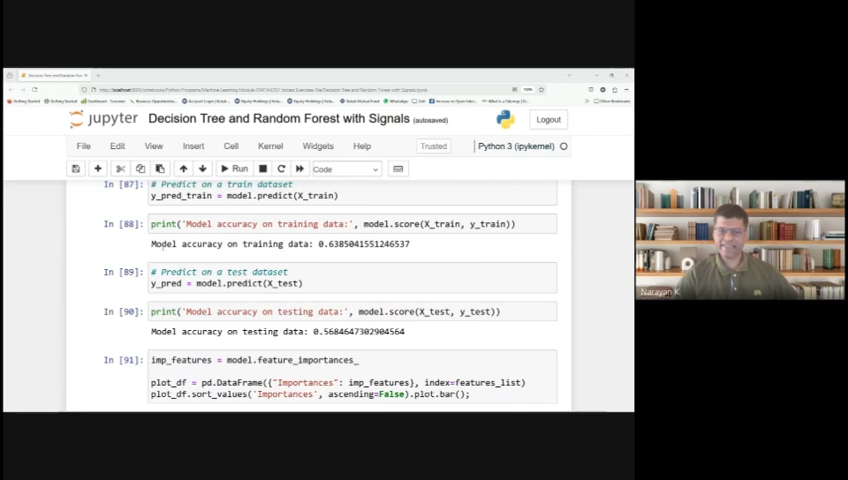 Decision Tree and Random For
jupyter Decision Tree and Random Forest with Signals (autosaved) Logout
File Edit View Insert Cell Kernel Widgets Help Trusted Python 3 (ipykernel)
Run Code
In [87] # Predict on a train dataset
y_pred_train = model.predict(X_train)
In [88] print('Model accuracy on training data:', model.score(X_train, y_train))
Model accuracy on training data: 0.6385041551246537
In [89] # Predict on a test dataset
y_pred = model.predict(X_test)
In [90] print('Model accuracy on testing data:', model.score(X_test, y_test))
Model accuracy on testing data: 0.5684647302904564
In [91] imp_features = model.feature_importances_
plot_df = pd.DataFrame({"Importances": imp_features}, index=features_list)
plot_df.sort_values('Importances', ascending=False).plot.bar();
Narayan K